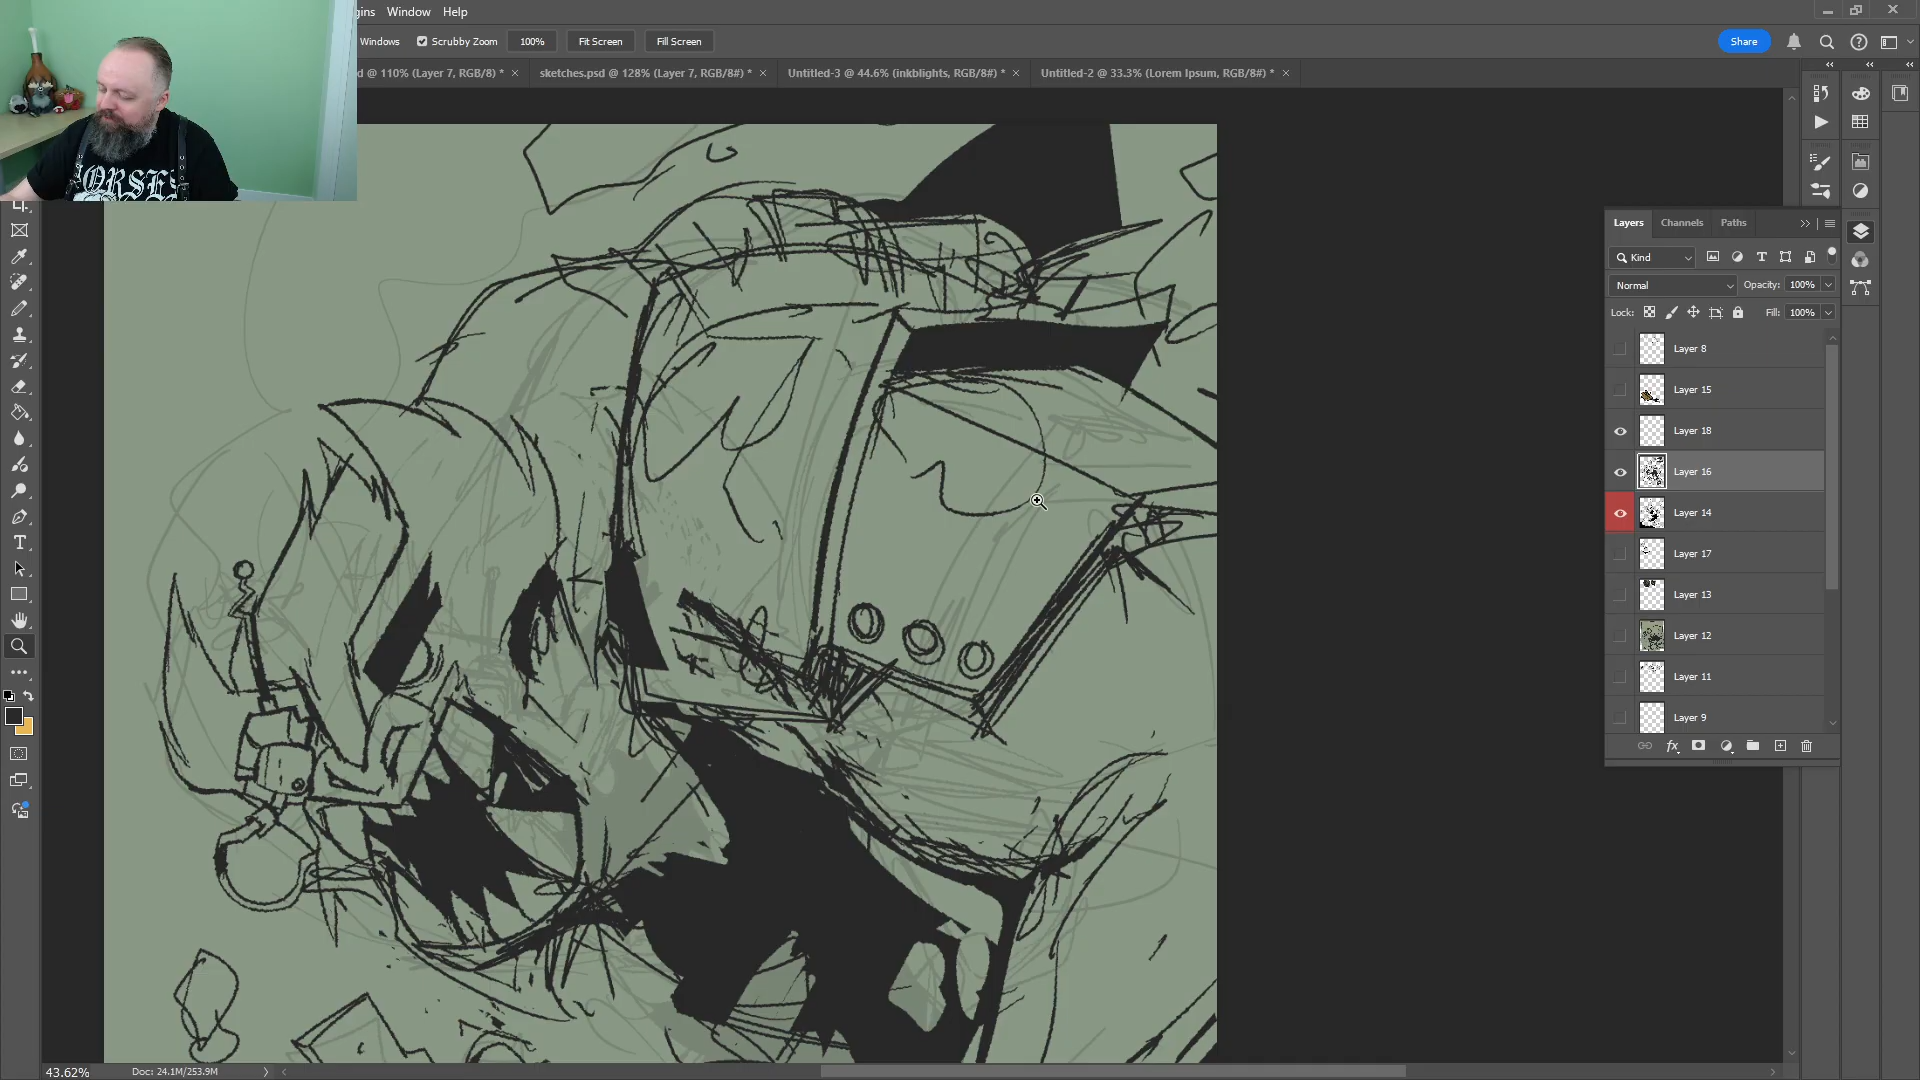 gins Window Help
Windows Scrubby Zoom 100% Fit Screen Fill Screen Share
d @ 110% (Layer 7, RGB/8) * × sketches.psd @ 128% (Layer 7, RGB/8#) * × Untitled-3 @ 44.6% (inkblights, RGB/8#) * × Untitled-2 @ 33.3% (Lorem Ipsum, RGB/8#) * ×
HORSES
Layers Channels Paths
Kind
Normal Opacity: 100%
Lock: Fill: 100%
Layer 8
Layer 15
Layer 18
Layer 16
Layer 14
Layer 17
Layer 13
Layer 12
Layer 11
Layer 9
fx
43.62% Doc: 24.1M/253.9M